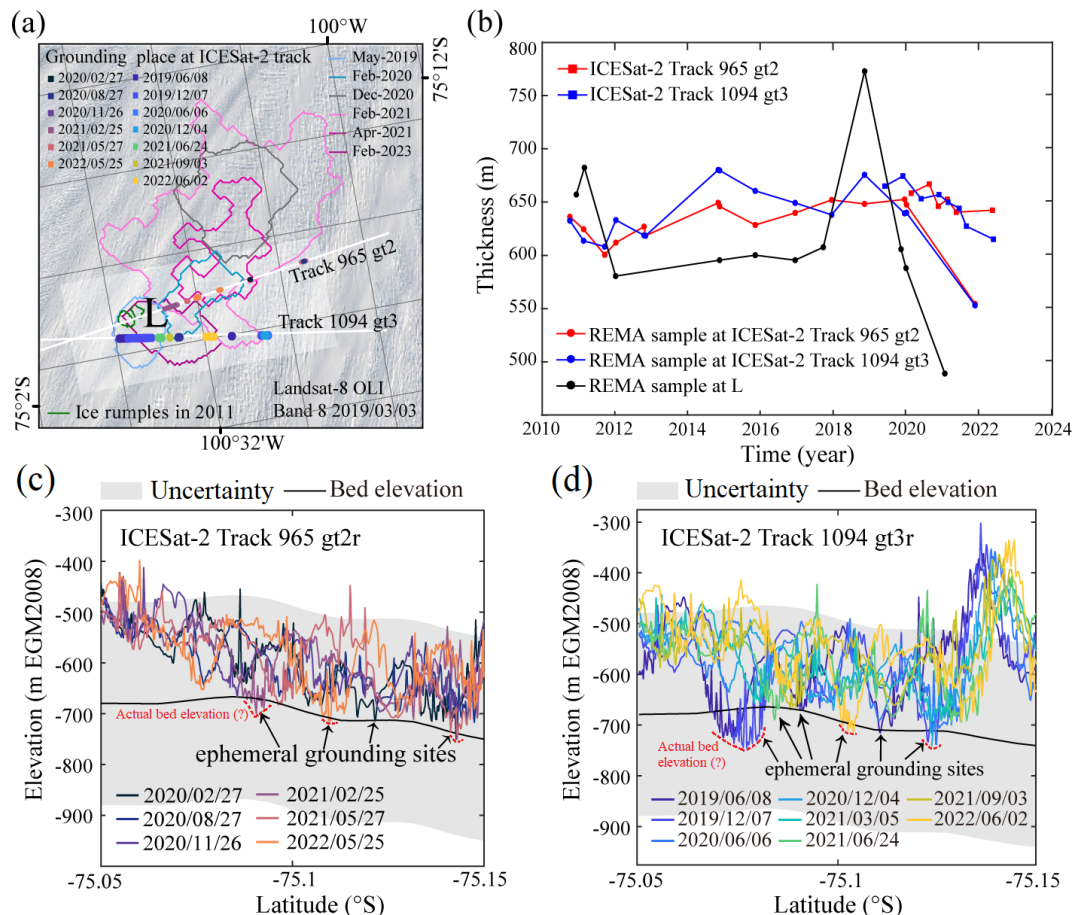 (a)
100°W
75°12'S
Grounding place at ICESat-2 track
2020/02/27
2020/08/27
2020/11/26
2021/02/25
2021/05/27
2022/05/25
2019/06/08
2019/12/07
2020/06/06
2020/12/04
2021/06/24
2021/09/03
2022/06/02
May-2019
Feb-2020
Dec-2020
Feb-2021
Apr-2021
Feb-2023
Track 965 gt2
L
Track 1094 gt3
Landsat-8 OLI
Band 8 2019/03/03
Ice rumples in 2011
75°2'S
100°32'W
(b)
800
750
700
650
600
550
500
Thickness (m)
ICESat-2 Track 965 gt2
ICESat-2 Track 1094 gt3
REMA sample at ICESat-2 Track 965 gt2
REMA sample at ICESat-2 Track 1094 gt3
REMA sample at L
2010 2012 2014 2016 2018 2020 2022 2024
Time (year)
(c)
Uncertainty Bed elevation
-300
-400
-500
-600
-700
-800
-900
Elevation (m EGM2008)
ICESat-2 Track 965 gt2r
Actual bed elevation (?)
ephemeral grounding sites
2020/02/27 2021/02/25
2020/08/27 2021/05/27
2020/11/26 2022/05/25
-75.05 -75.1 -75.15
Latitude (°S)
(d)
Uncertainty Bed elevation
-300
-400
-500
-600
-700
-800
-900
Elevation (m EGM2008)
ICESat-2 Track 1094 gt3r
Actual bed
elevation (?)
ephemeral grounding sites
2019/06/08 2020/12/04 2021/09/03
2019/12/07 2021/03/05 2022/06/02
2020/06/06 2021/06/24
-75.05 -75.1 -75.15
Latitude (°S)